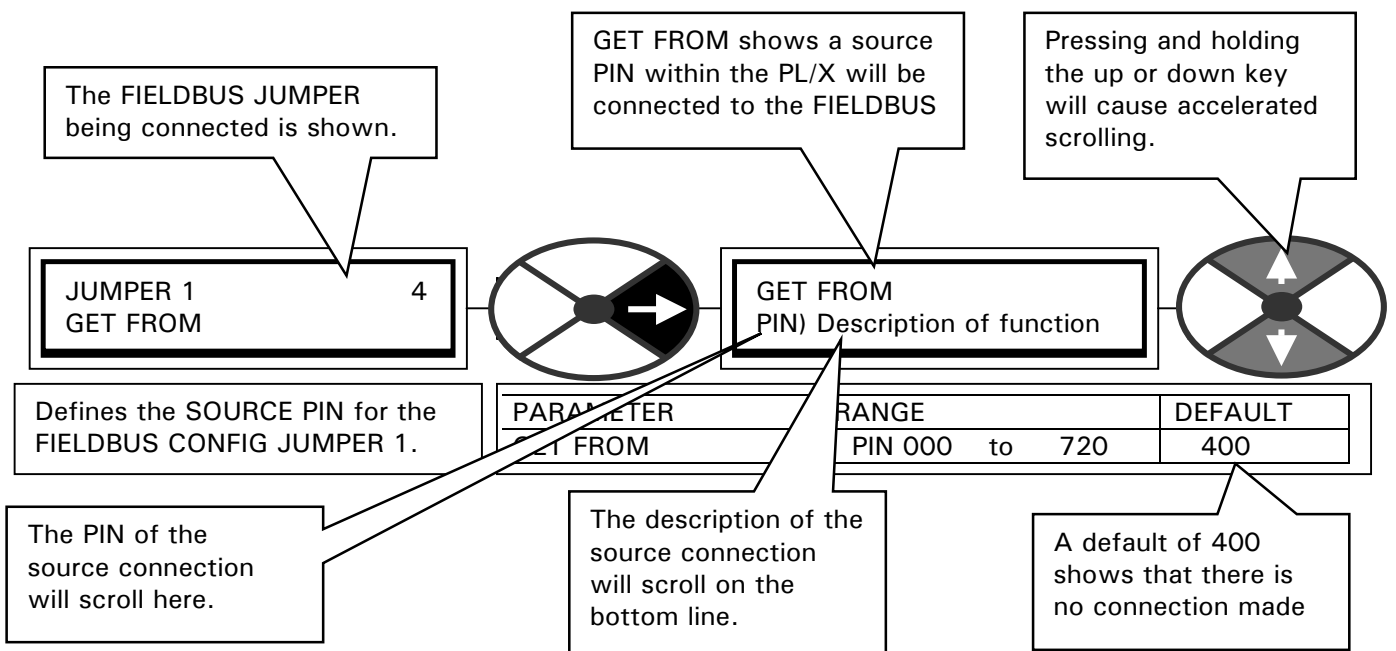 The FIELDBUS JUMPER
being connected is shown.
GET FROM shows a source
PIN within the PL/X will be
connected to the FIELDBUS
Pressing and holding
the up or down key
will cause accelerated
scrolling.
JUMPER 1 4
GET FROM
GET FROM
PIN) Description of function
Defines the SOURCE PIN for the
FIELDBUS CONFIG JUMPER 1.
PARAMETER RANGE DEFAULT
GET FROM PIN 000 to 720 400
The PIN of the
source connection
will scroll here.
The description of the
source connection
will scroll on the
bottom line.
A default of 400
shows that there is
no connection made